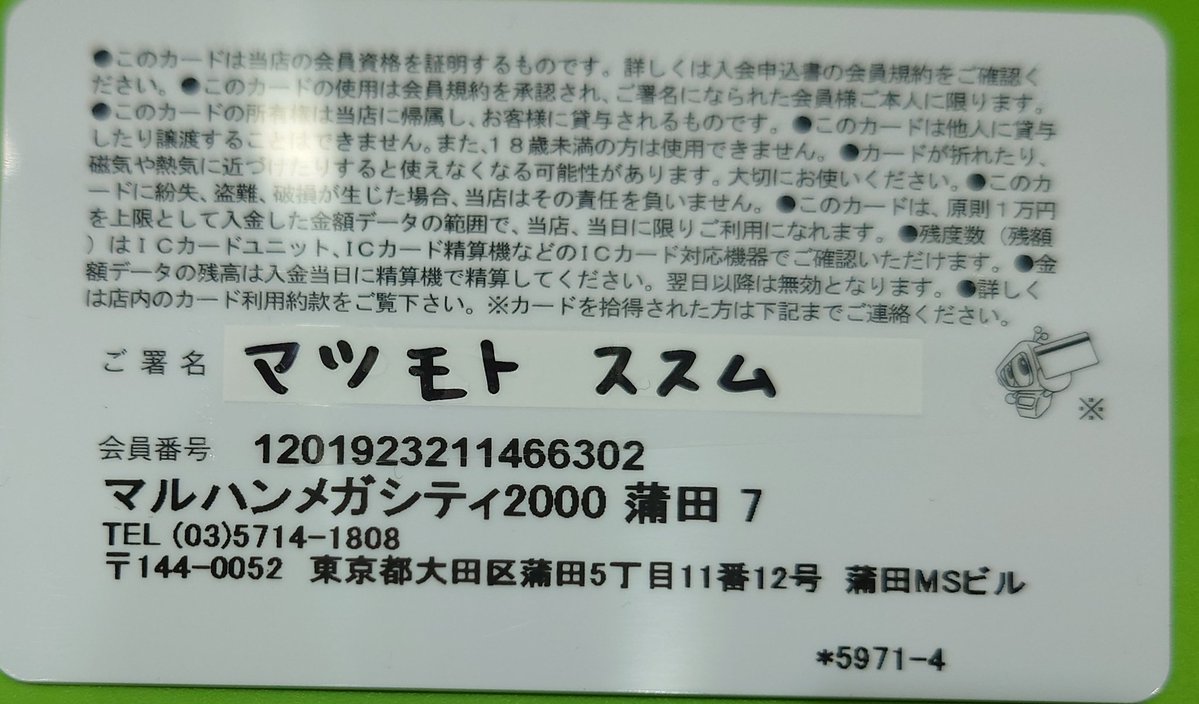 ●このカードは当店の会員資格を証明するものです。詳しくは入会申込書の会員規約をご確認く
ださい。●このカードの使用は会員規約を承認され、ご署名になられた会員様ご本人に限ります。
●このカードの所有権は当店に帰属し、お客様に貸与されるものです。●このカードは他人に貸与
したり譲渡することはできません。また、18歳未満の方は使用できません。●カードが折れたり、
磁気や熱気に近づけたりすると使えなくなる可能性があります。大切にお使いください。●このカ
ードに紛失、盗難、破損が生じた場合、当店はその責任を負いません。●このカードは、原則1万円
を上限として入金した金額データの範囲で、当店、当日に限りご利用になれます。●残度数（残額
）はICカードユニット、ICカード精算機などのICカード対応機器でご確認いただけます。●金
額データの残高は入金当日に精算機で精算してください。翌日以降は無効となります。●詳しく
は店内のカード利用約款をご覧下さい。※カードを拾得された方は下記までご連絡ください。
ご署名 マツモト ススム
※
会員番号 1201923211466302
マルハンメガシティ2000 蒲田 7
TEL (03)5714-1808
〒144-0052 東京都大田区蒲田5丁目11番12号 蒲田MSビル
*5971-4